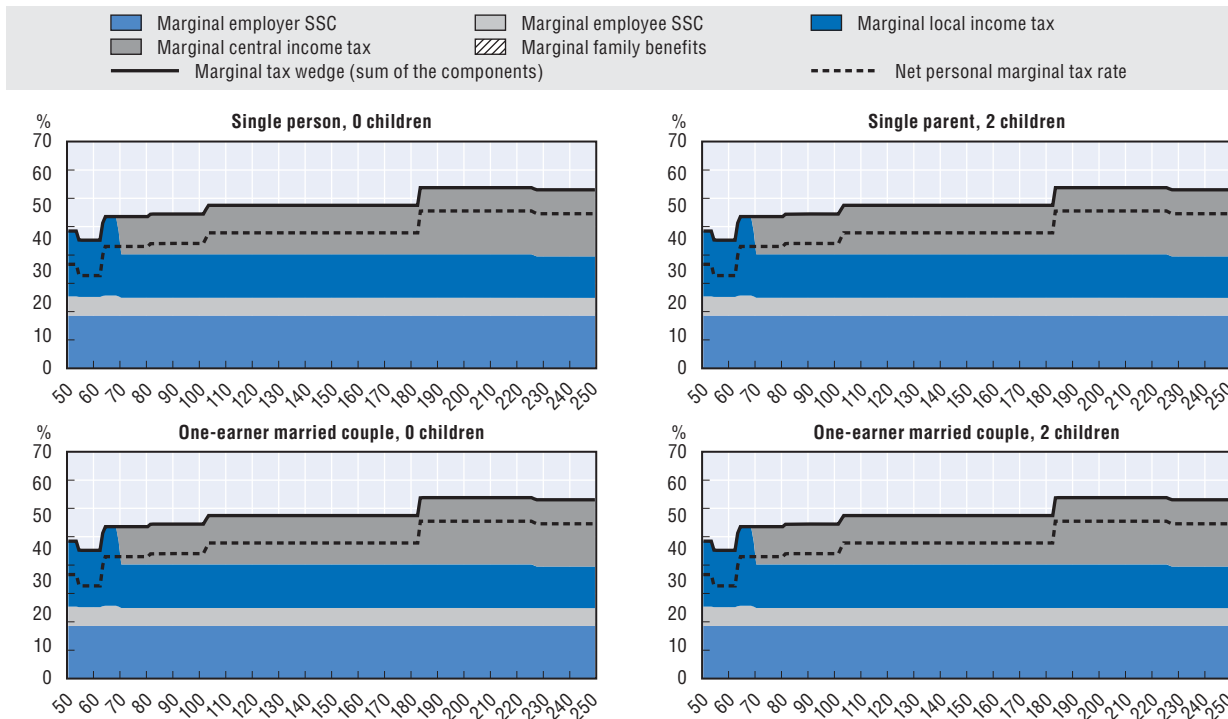 Marginal employer SSC Marginal employee SSC Marginal local income tax
Marginal central income tax Marginal family benefits
Marginal tax wedge (sum of the components) Net personal marginal tax rate
% Single person, 0 children
70
60
50
40
30
20
10
0
50 60 70 80 90 100 110 120 130 140 150 160 170 180 190 200 210 220 230 240 250
% Single parent, 2 children
70
60
50
40
30
20
10
0
50 60 70 80 90 100 110 120 130 140 150 160 170 180 190 200 210 220 230 240 250
% One-earner married couple, 0 children
70
60
50
40
30
20
10
0
50 60 70 80 90 100 110 120 130 140 150 160 170 180 190 200 210 220 230 240 250
% One-earner married couple, 2 children
70
60
50
40
30
20
10
0
50 60 70 80 90 100 110 120 130 140 150 160 170 180 190 200 210 220 230 240 250